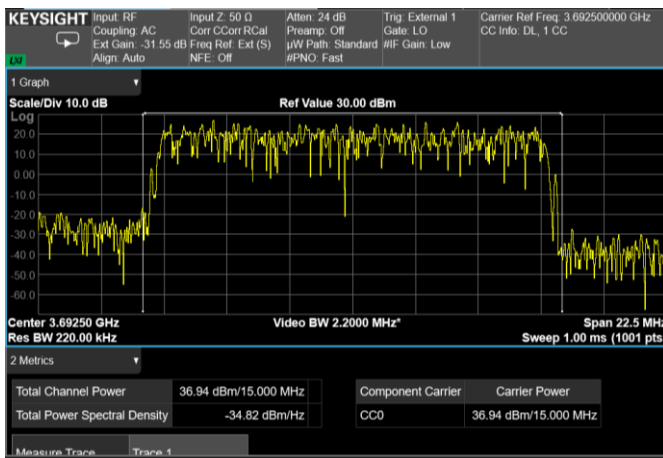 KEYSIGHT Input: RF Input Z: 50 Ω Atten: 24 dB Trig: External 1 Carrier Ref Freq: 3.692500000 GHz
Coupling: AC Corr CCorr RCal Preamp: Off Gate: LO CC Info: DL, 1 CC
Ext Gain: -31.55 dB Freq Ref: Ext (S) µW Path: Standard #IF Gain: Low
LXI Align: Auto NFE: Off #PNO: Fast
1 Graph
Scale/Div 10.0 dB Ref Value 30.00 dBm
Log
20.0
10.0
0.00
-10.0
-20.0
-30.0
-40.0
-50.0
-60.0
Center 3.69250 GHz Video BW 2.2000 MHz* Span 22.5 MHz
Res BW 220.00 kHz Sweep 1.00 ms (1001 pts
2 Metrics
Total Channel Power 36.94 dBm/15.000 MHz Component Carrier Carrier Power
Total Power Spectral Density -34.82 dBm/Hz CC0 36.94 dBm/15.000 MHz
Measure Trace Trace 1